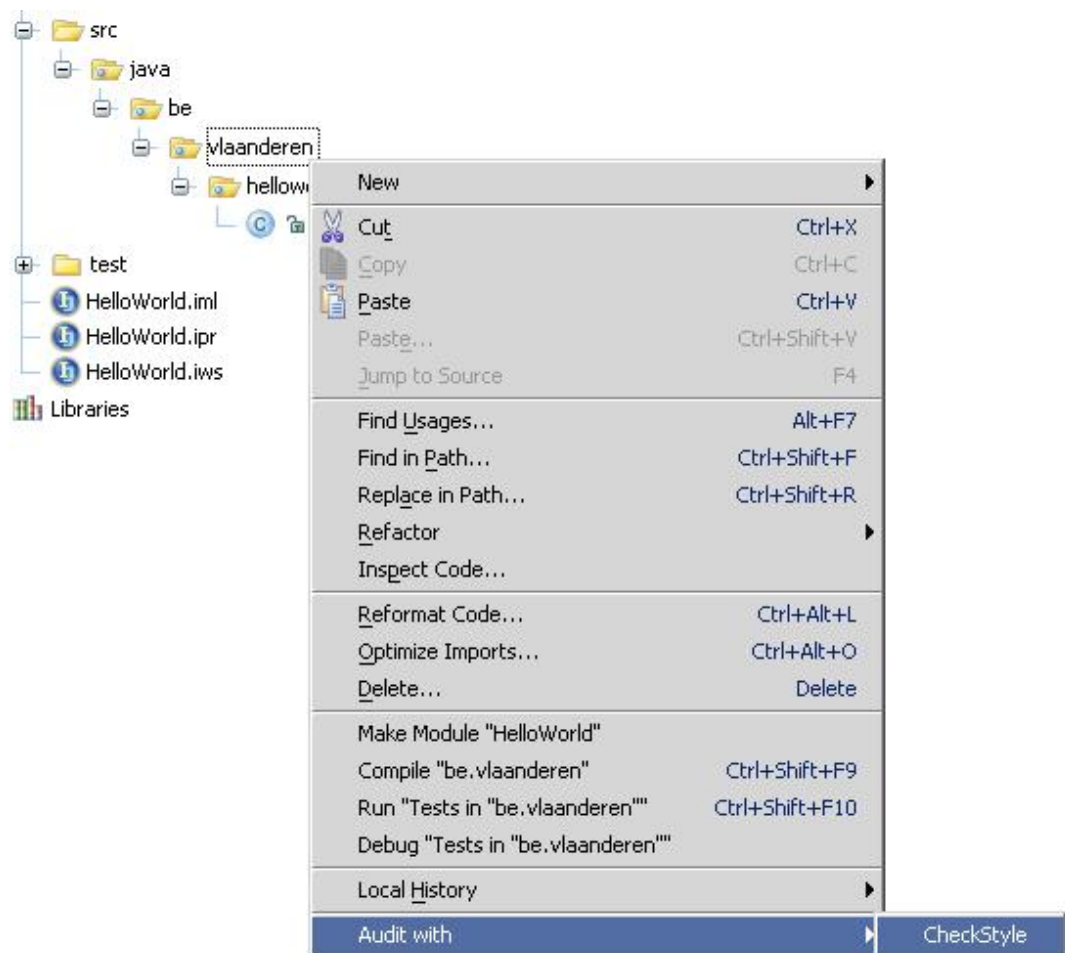 src
java
be
vlaanderen
hellow
New
C
Cut Ctrl+X
test
Copy Ctrl+C
HelloWorld.iml
Paste Ctrl+V
HelloWorld.ipr
Paste... Ctrl+Shift+V
HelloWorld.iws
Jump to Source F4
Libraries
Find Usages... Alt+F7
Find in Path... Ctrl+Shift+F
Replace in Path... Ctrl+Shift+R
Refactor
Inspect Code...
Reformat Code... Ctrl+Alt+L
Optimize Imports... Ctrl+Alt+O
Delete... Delete
Make Module "HelloWorld"
Compile "be.vlaanderen" Ctrl+Shift+F9
Run "Tests in "be.vlaanderen"" Ctrl+Shift+F10
Debug "Tests in "be.vlaanderen""
Local History
Audit with CheckStyle